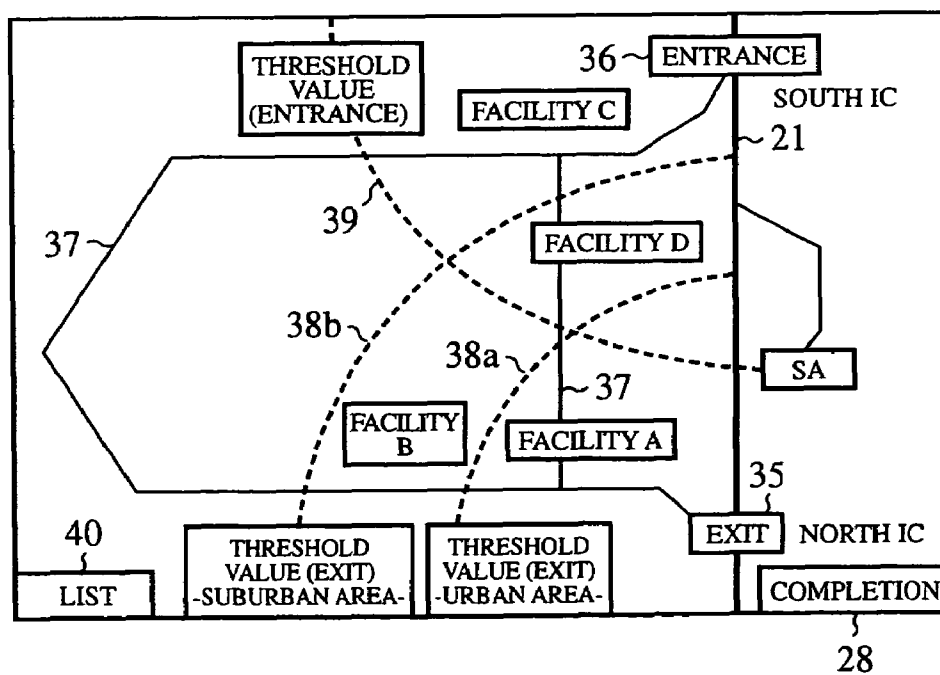 36
ENTRANCE
THRESHOLD
VALUE
(ENTRANCE)
FACILITY C
SOUTH IC
21
39
37
FACILITY D
38b
38a
SA
37
FACILITY
B
FACILITY A
35
EXIT
NORTH IC
40
LIST
THRESHOLD
VALUE (EXIT)
-SUBURBAN AREA-
THRESHOLD
VALUE (EXIT)
-URBAN AREA-
COMPLETION
28